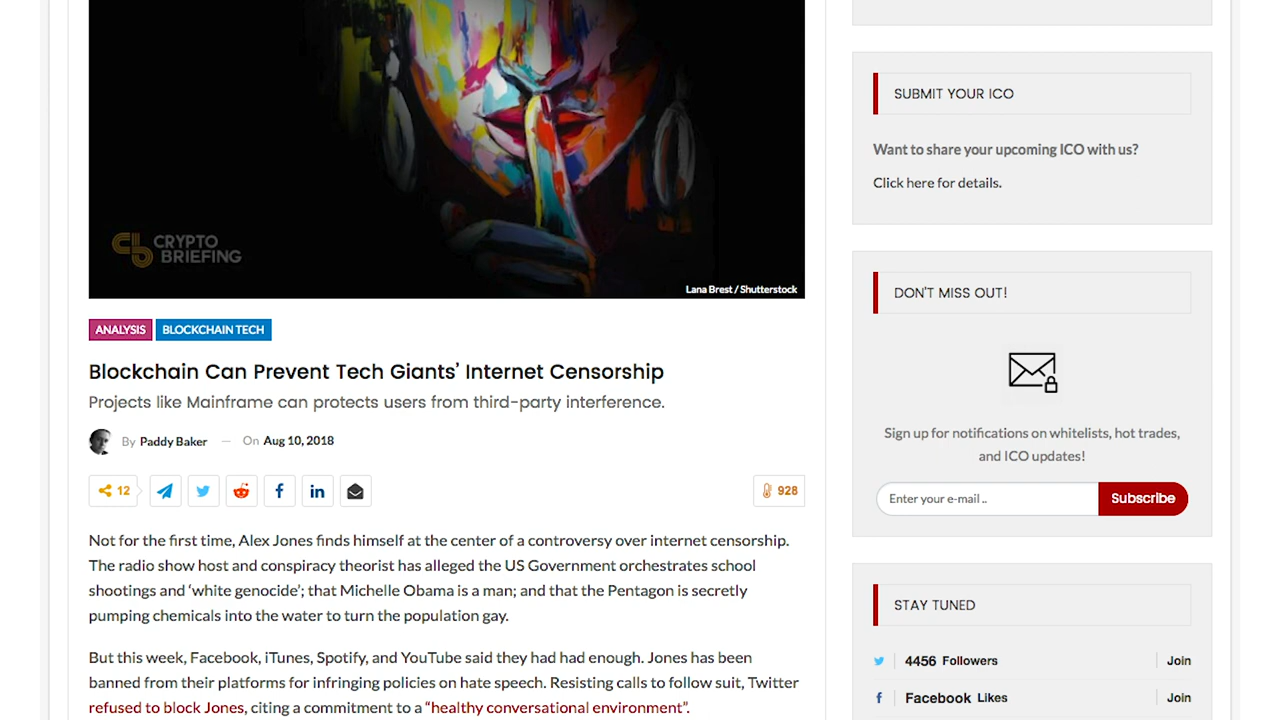 CRYPTO
BRIEFING
Lana Brest / Shutterstock
ANALYSIS BLOCKCHAIN TECH
Blockchain Can Prevent Tech Giants’ Internet Censorship
Projects like Mainframe can protects users from third-party interference.
By Paddy Baker — On Aug 10, 2018
12
928
Not for the first time, Alex Jones finds himself at the center of a controversy over internet censorship.
The radio show host and conspiracy theorist has alleged the US Government orchestrates school
shootings and ‘white genocide’; that Michelle Obama is a man; and that the Pentagon is secretly
pumping chemicals into the water to turn the population gay.
But this week, Facebook, iTunes, Spotify, and YouTube said they had had enough. Jones has been
banned from their platforms for infringing policies on hate speech. Resisting calls to follow suit, Twitter
refused to block Jones, citing a commitment to a “healthy conversational environment”.
SUBMIT YOUR ICO
Want to share your upcoming ICO with us?
Click here for details.
DON'T MISS OUT!
Sign up for notifications on whitelists, hot trades,
and ICO updates!
Enter your e-mail .. Subscribe
STAY TUNED
4456 Followers Join
Facebook Likes Join